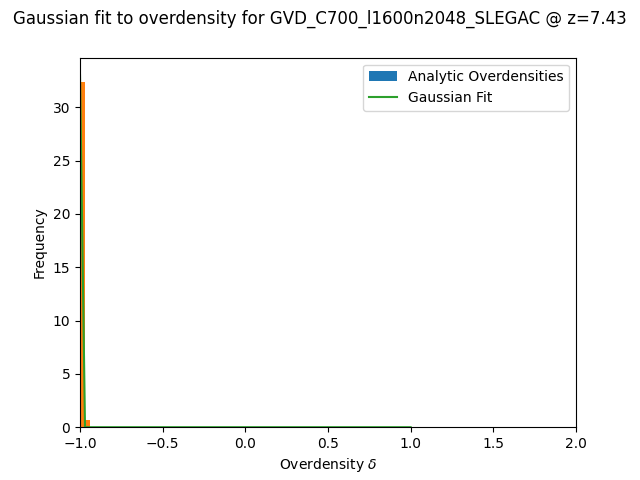 Gaussian fit to overdensity for GVD_C700_l1600n2048_SLEGAC @ z=7.43
Analytic Overdensities
Gaussian Fit
Frequency
30
25
20
15
10
5
0
−1.0 −0.5 0.0 0.5 1.0 1.5 2.0
Overdensity δ